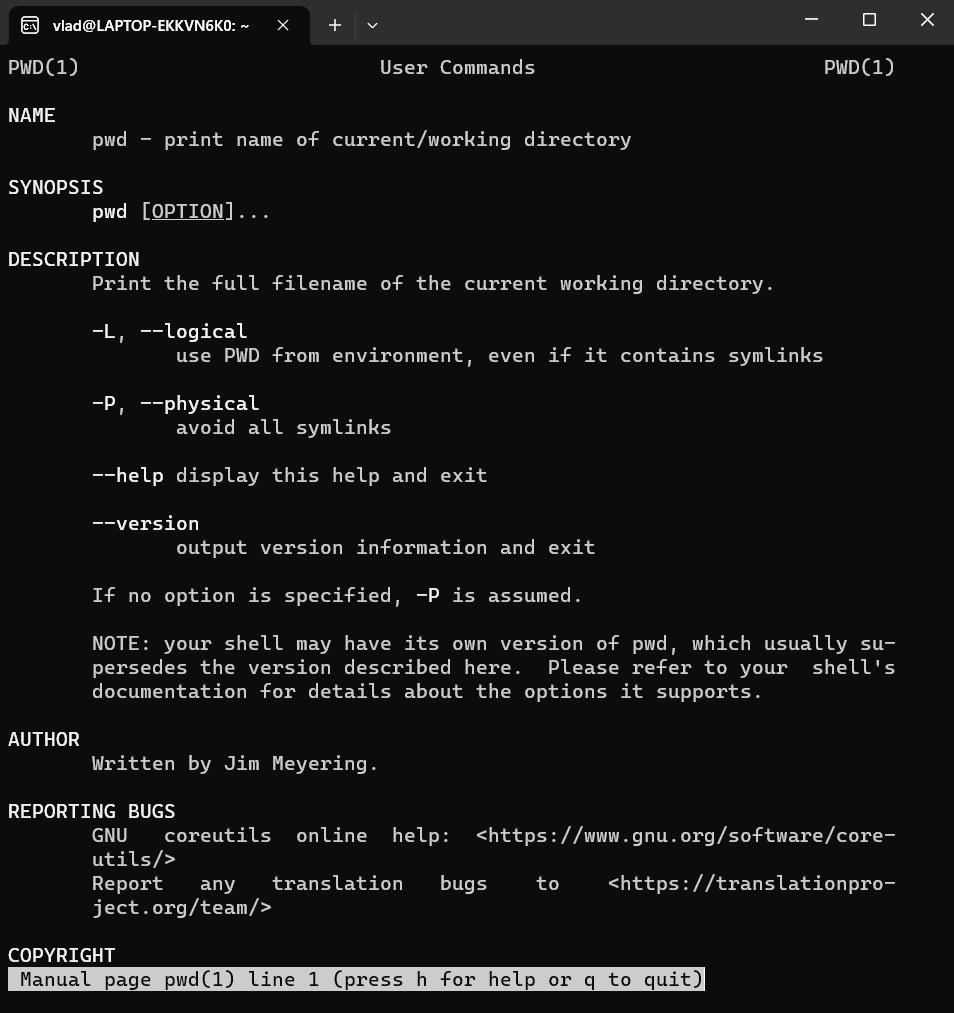 vlad@LAPTOP-EKKVN6K0: ~
PWD(1) User Commands PWD(1)
NAME
pwd - print name of current/working directory
SYNOPSIS
pwd [OPTION]...
DESCRIPTION
Print the full filename of the current working directory.
-L, --logical
use PWD from environment, even if it contains symlinks
-P, --physical
avoid all symlinks
--help display this help and exit
--version
output version information and exit
If no option is specified, -P is assumed.
NOTE: your shell may have its own version of pwd, which usually su-
persedes the version described here. Please refer to your shell's
documentation for details about the options it supports.
AUTHOR
Written by Jim Meyering.
REPORTING BUGS
GNU coreutils online help: <https://www.gnu.org/software/core-
utils/>
Report any translation bugs to <https://translationpro-
ject.org/team/>
COPYRIGHT
Manual page pwd(1) line 1 (press h for help or q to quit)